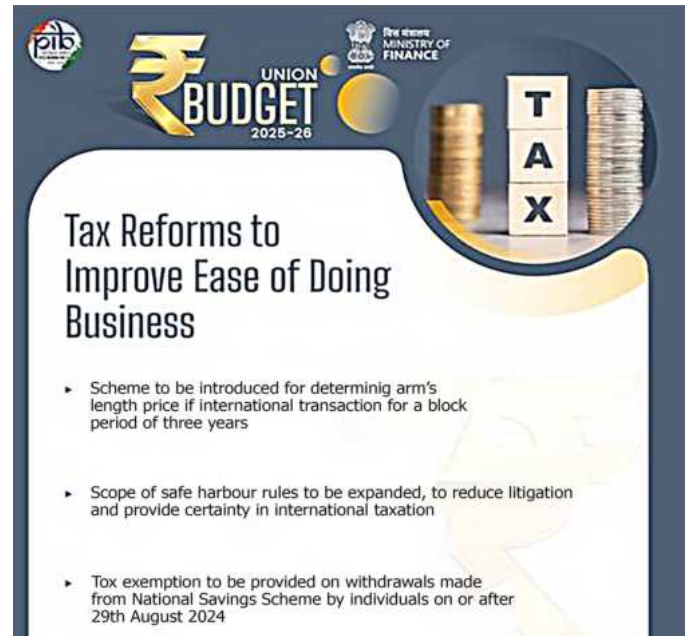 pib
वित्त मंत्रालय
MINISTRY OF
FINANCE
UNION
BUDGET
2025-26
T
A
X
Tax Reforms to
Improve Ease of Doing
Business
▸ Scheme to be introduced for determinig arm's
length price if international transaction for a block
period of three years
▸ Scope of safe harbour rules to be expanded, to reduce litigation
and provide certainty in international taxation
▸ Tox exemption to be provided on withdrawals made
from National Savings Scheme by individuals on or after
29th August 2024